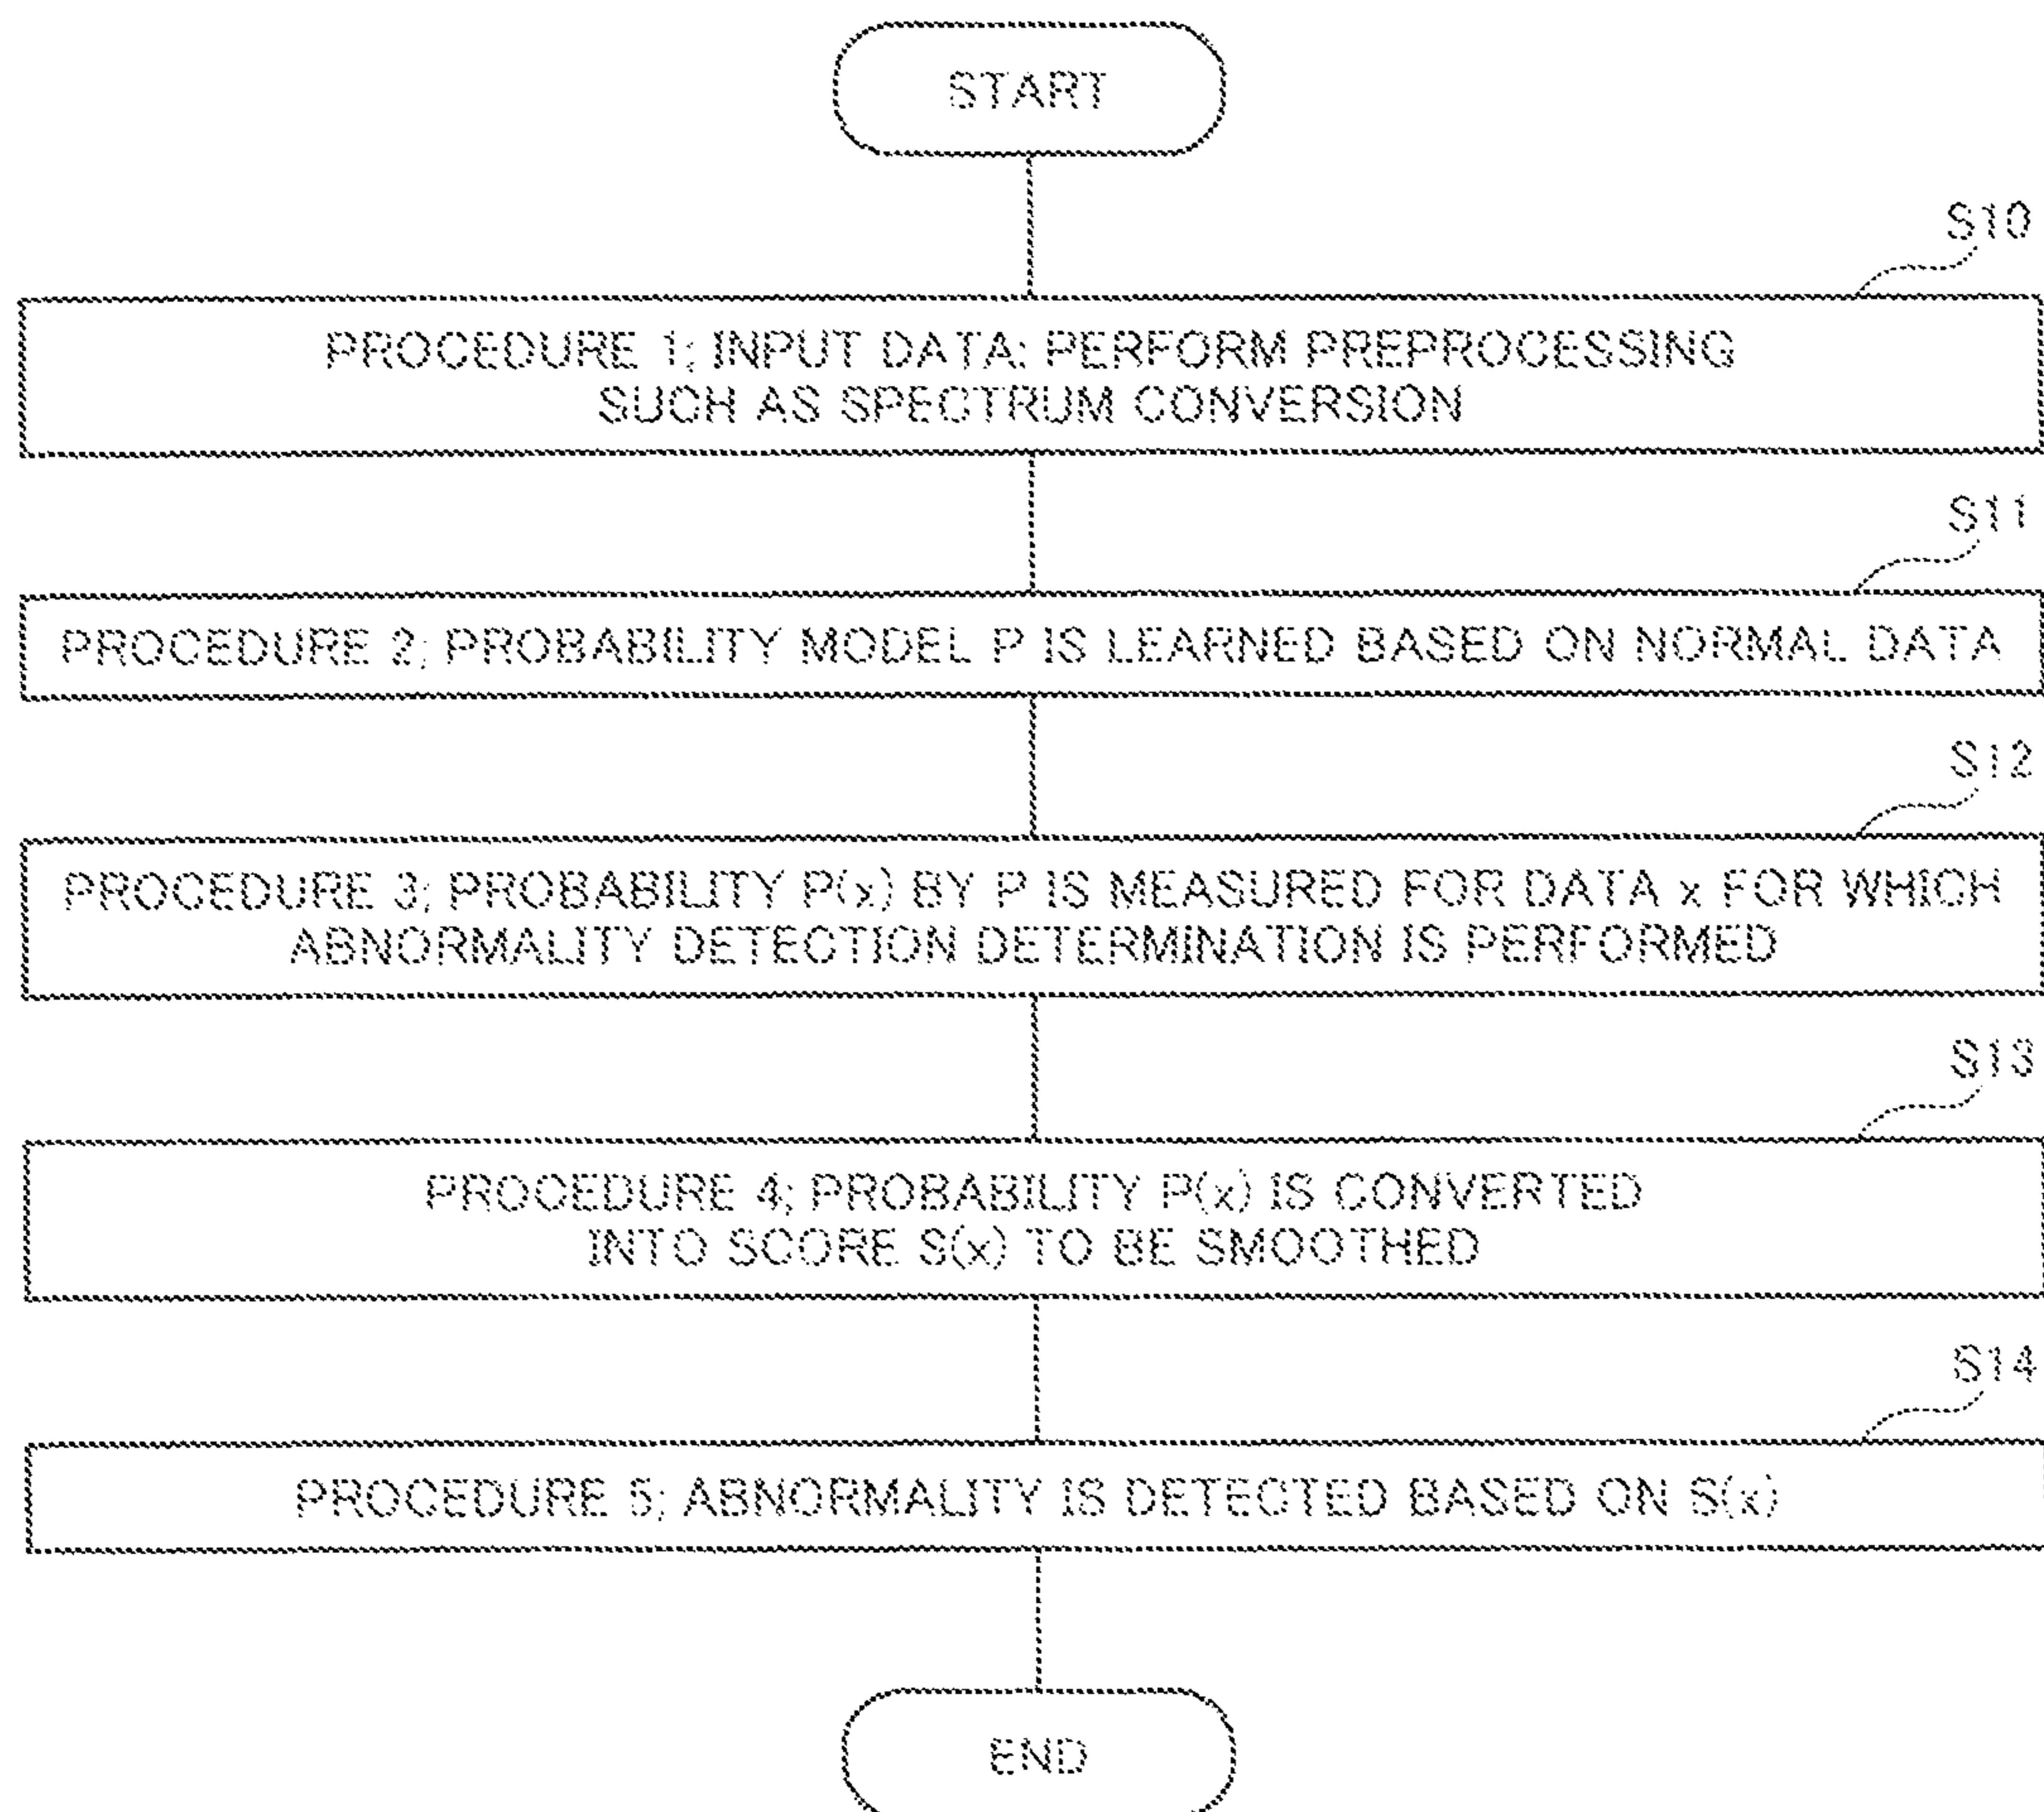 START
S10
PROCEDURE 1; INPUT DATA: PERFORM PREPROCESSING
SUCH AS SPECTRUM CONVERSION
S11
PROCEDURE 2; PROBABILITY MODEL P IS LEARNED BASED ON NORMAL DATA
S12
PROCEDURE 3; PROBABILITY P(x) BY P IS MEASURED FOR DATA x FOR WHICH
ABNORMALITY DETECTION DETERMINATION IS PERFORMED
S13
PROCEDURE 4; PROBABILITY P(x) IS CONVERTED
INTO SCORE S(x) TO BE SMOOTHED
S14
PROCEDURE 5; ABNORMALITY IS DETECTED BASED ON S(x)
END